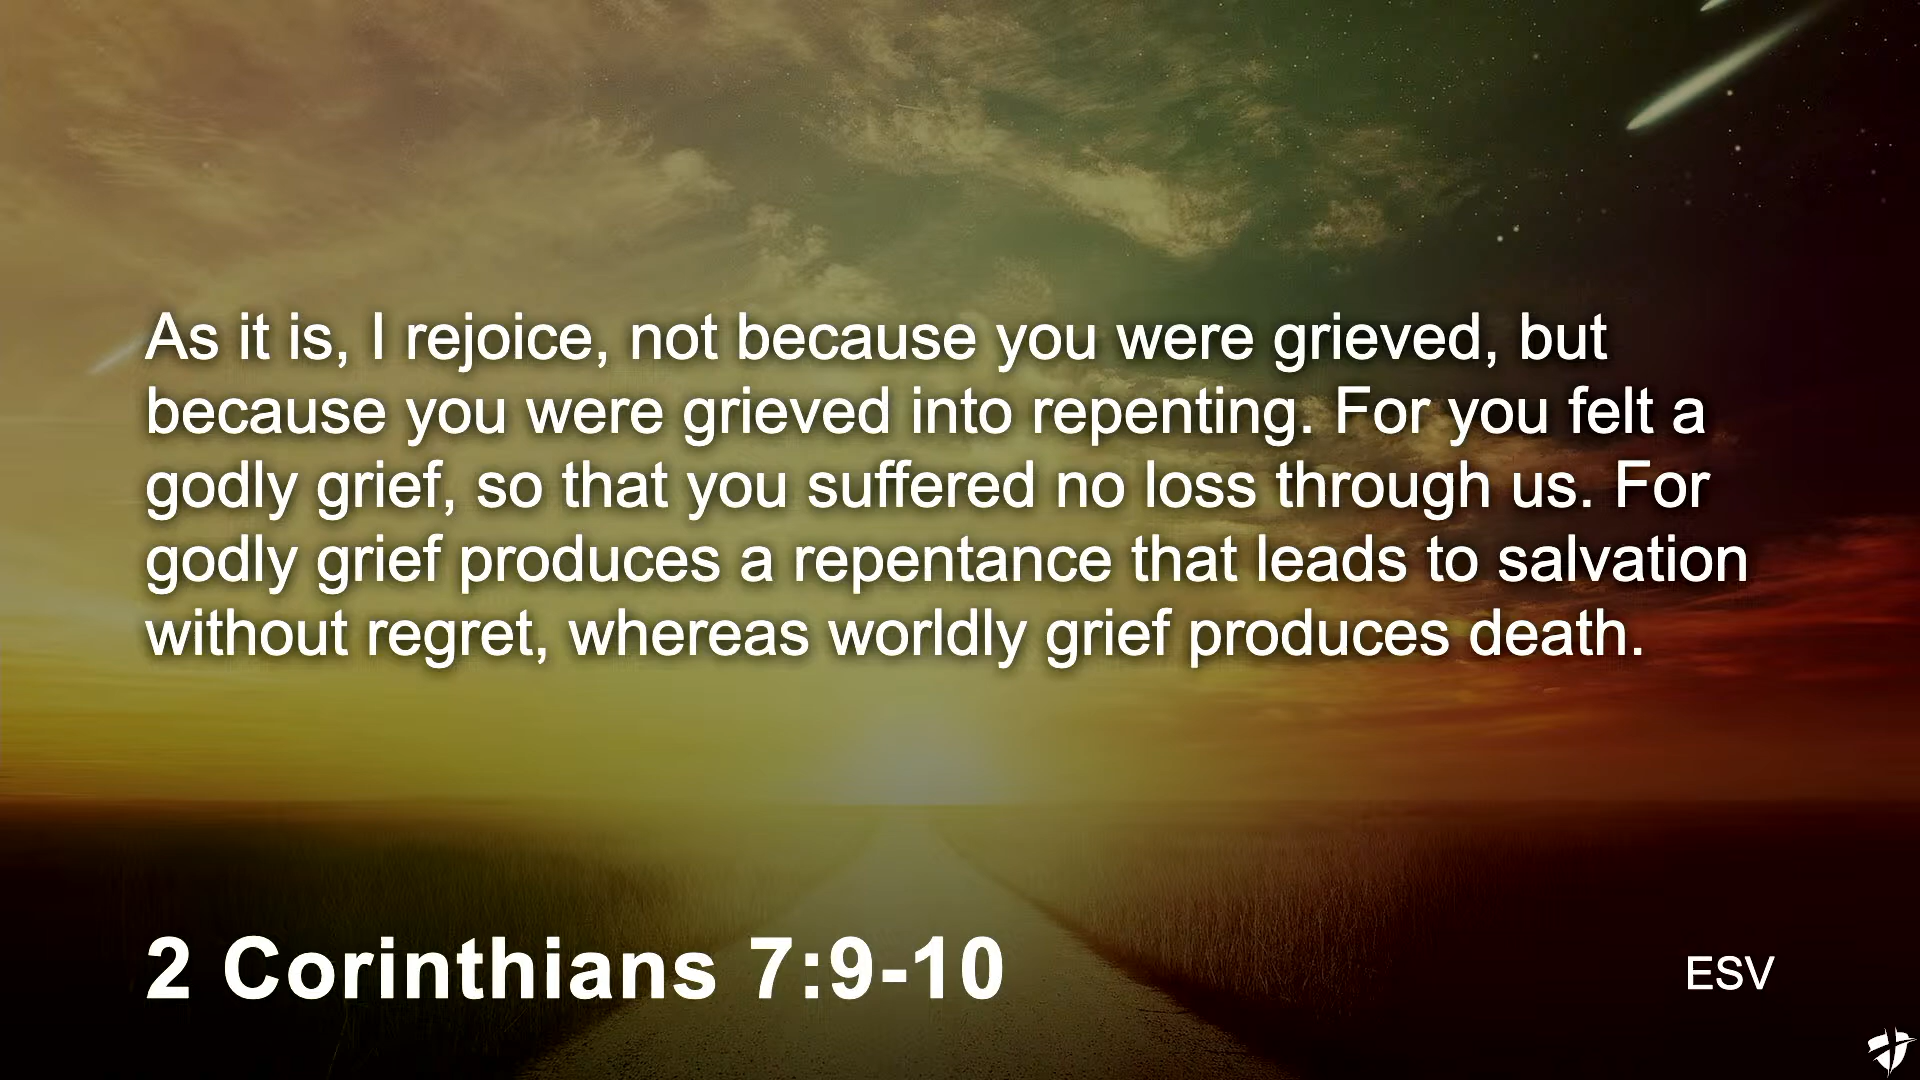 As it is, I rejoice, not because you were grieved, but
because you were grieved into repenting. For you felt a
godly grief, so that you suffered no loss through us. For
godly grief produces a repentance that leads to salvation
without regret, whereas worldly grief produces death.
2 Corinthians 7:9-10
ESV